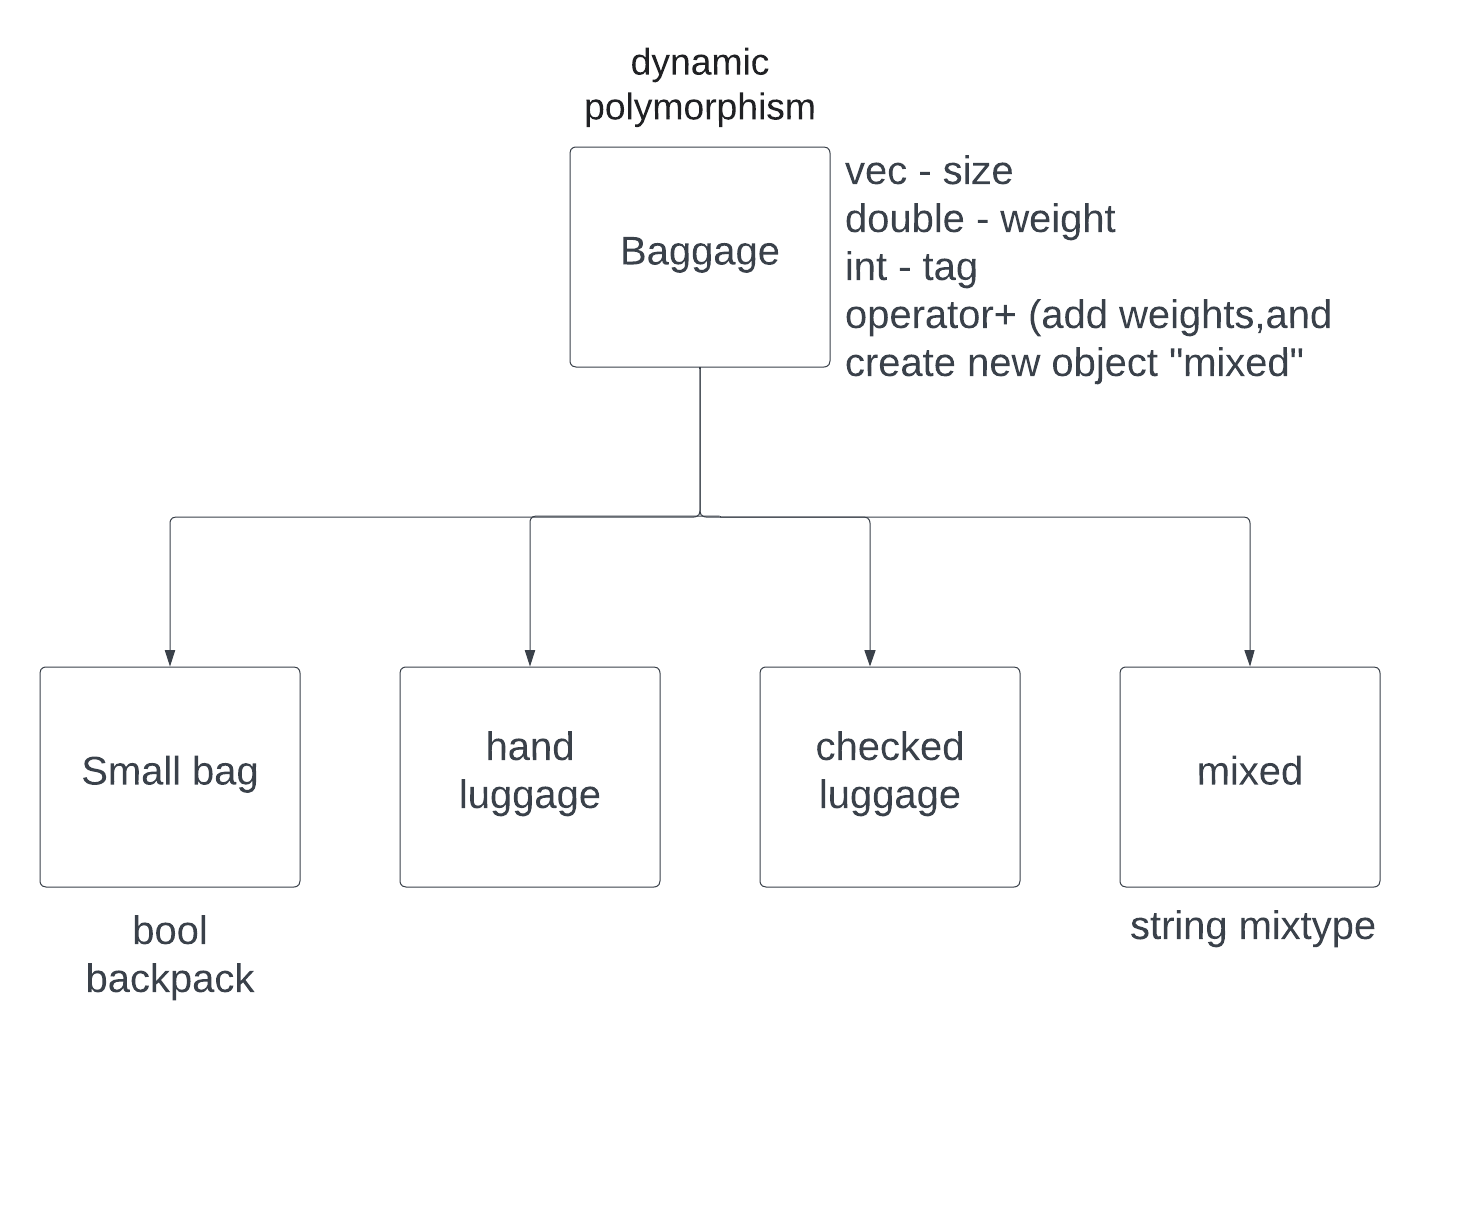 dynamic
polymorphism
Baggage
vec - size
double - weight
int - tag
operator+ (add weights,and
create new object "mixed"
Small bag
hand
luggage
checked
luggage
mixed
bool
backpack
string mixtype